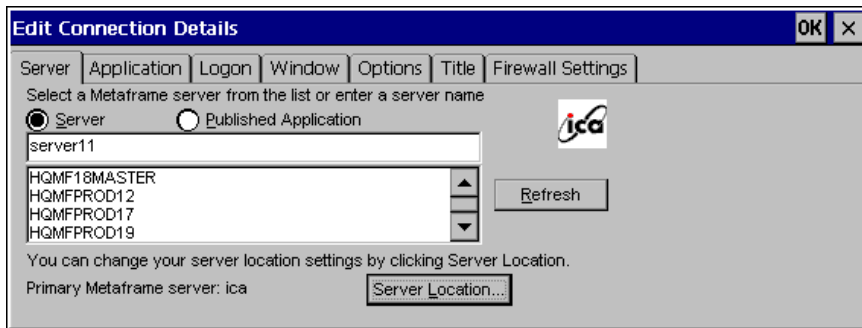 Edit Connection Details OK ×
Server Application Logon Window Options Title Firewall Settings
Select a Metaframe server from the list or enter a server name
Server Published Application
ica
server11
HQMF18MASTER
HQMFPROD12
HQMFPROD17
HQMFPROD19
Refresh
You can change your server location settings by clicking Server Location.
Primary Metaframe server: ica Server Location...